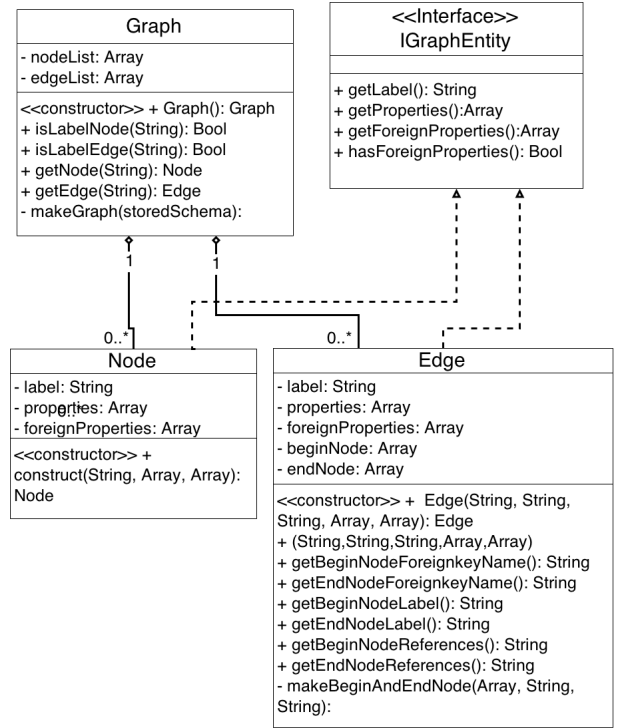 Graph
- nodeList: Array
- edgeList: Array
<<constructor>> + Graph(): Graph
+ isLabelNode(String): Bool
+ isLabelEdge(String): Bool
+ getNode(String): Node
+ getEdge(String): Edge
- makeGraph(storedSchema):
<<Interface>>
IGraphEntity
+ getLabel(): String
+ getProperties():Array
+ getForeignProperties():Array
+ hasForeignProperties(): Bool
1
1
0..*
0..*
Node
- label: String
- properties: Array
0..*
- foreignProperties: Array
<<constructor>> +
construct(String, Array, Array):
Node
Edge
- label: String
- properties: Array
- foreignProperties: Array
- beginNode: Array
- endNode: Array
<<constructor>> +  Edge(String, String,
String, Array, Array): Edge
+ (String,String,String,Array,Array)
+ getBeginNodeForeignkeyName(): String
+ getEndNodeForeignkeyName(): String
+ getBeginNodeLabel(): String
+ getEndNodeLabel(): String
+ getBeginNodeReferences(): String
+ getEndNodeReferences(): String
- makeBeginAndEndNode(Array, String,
String):